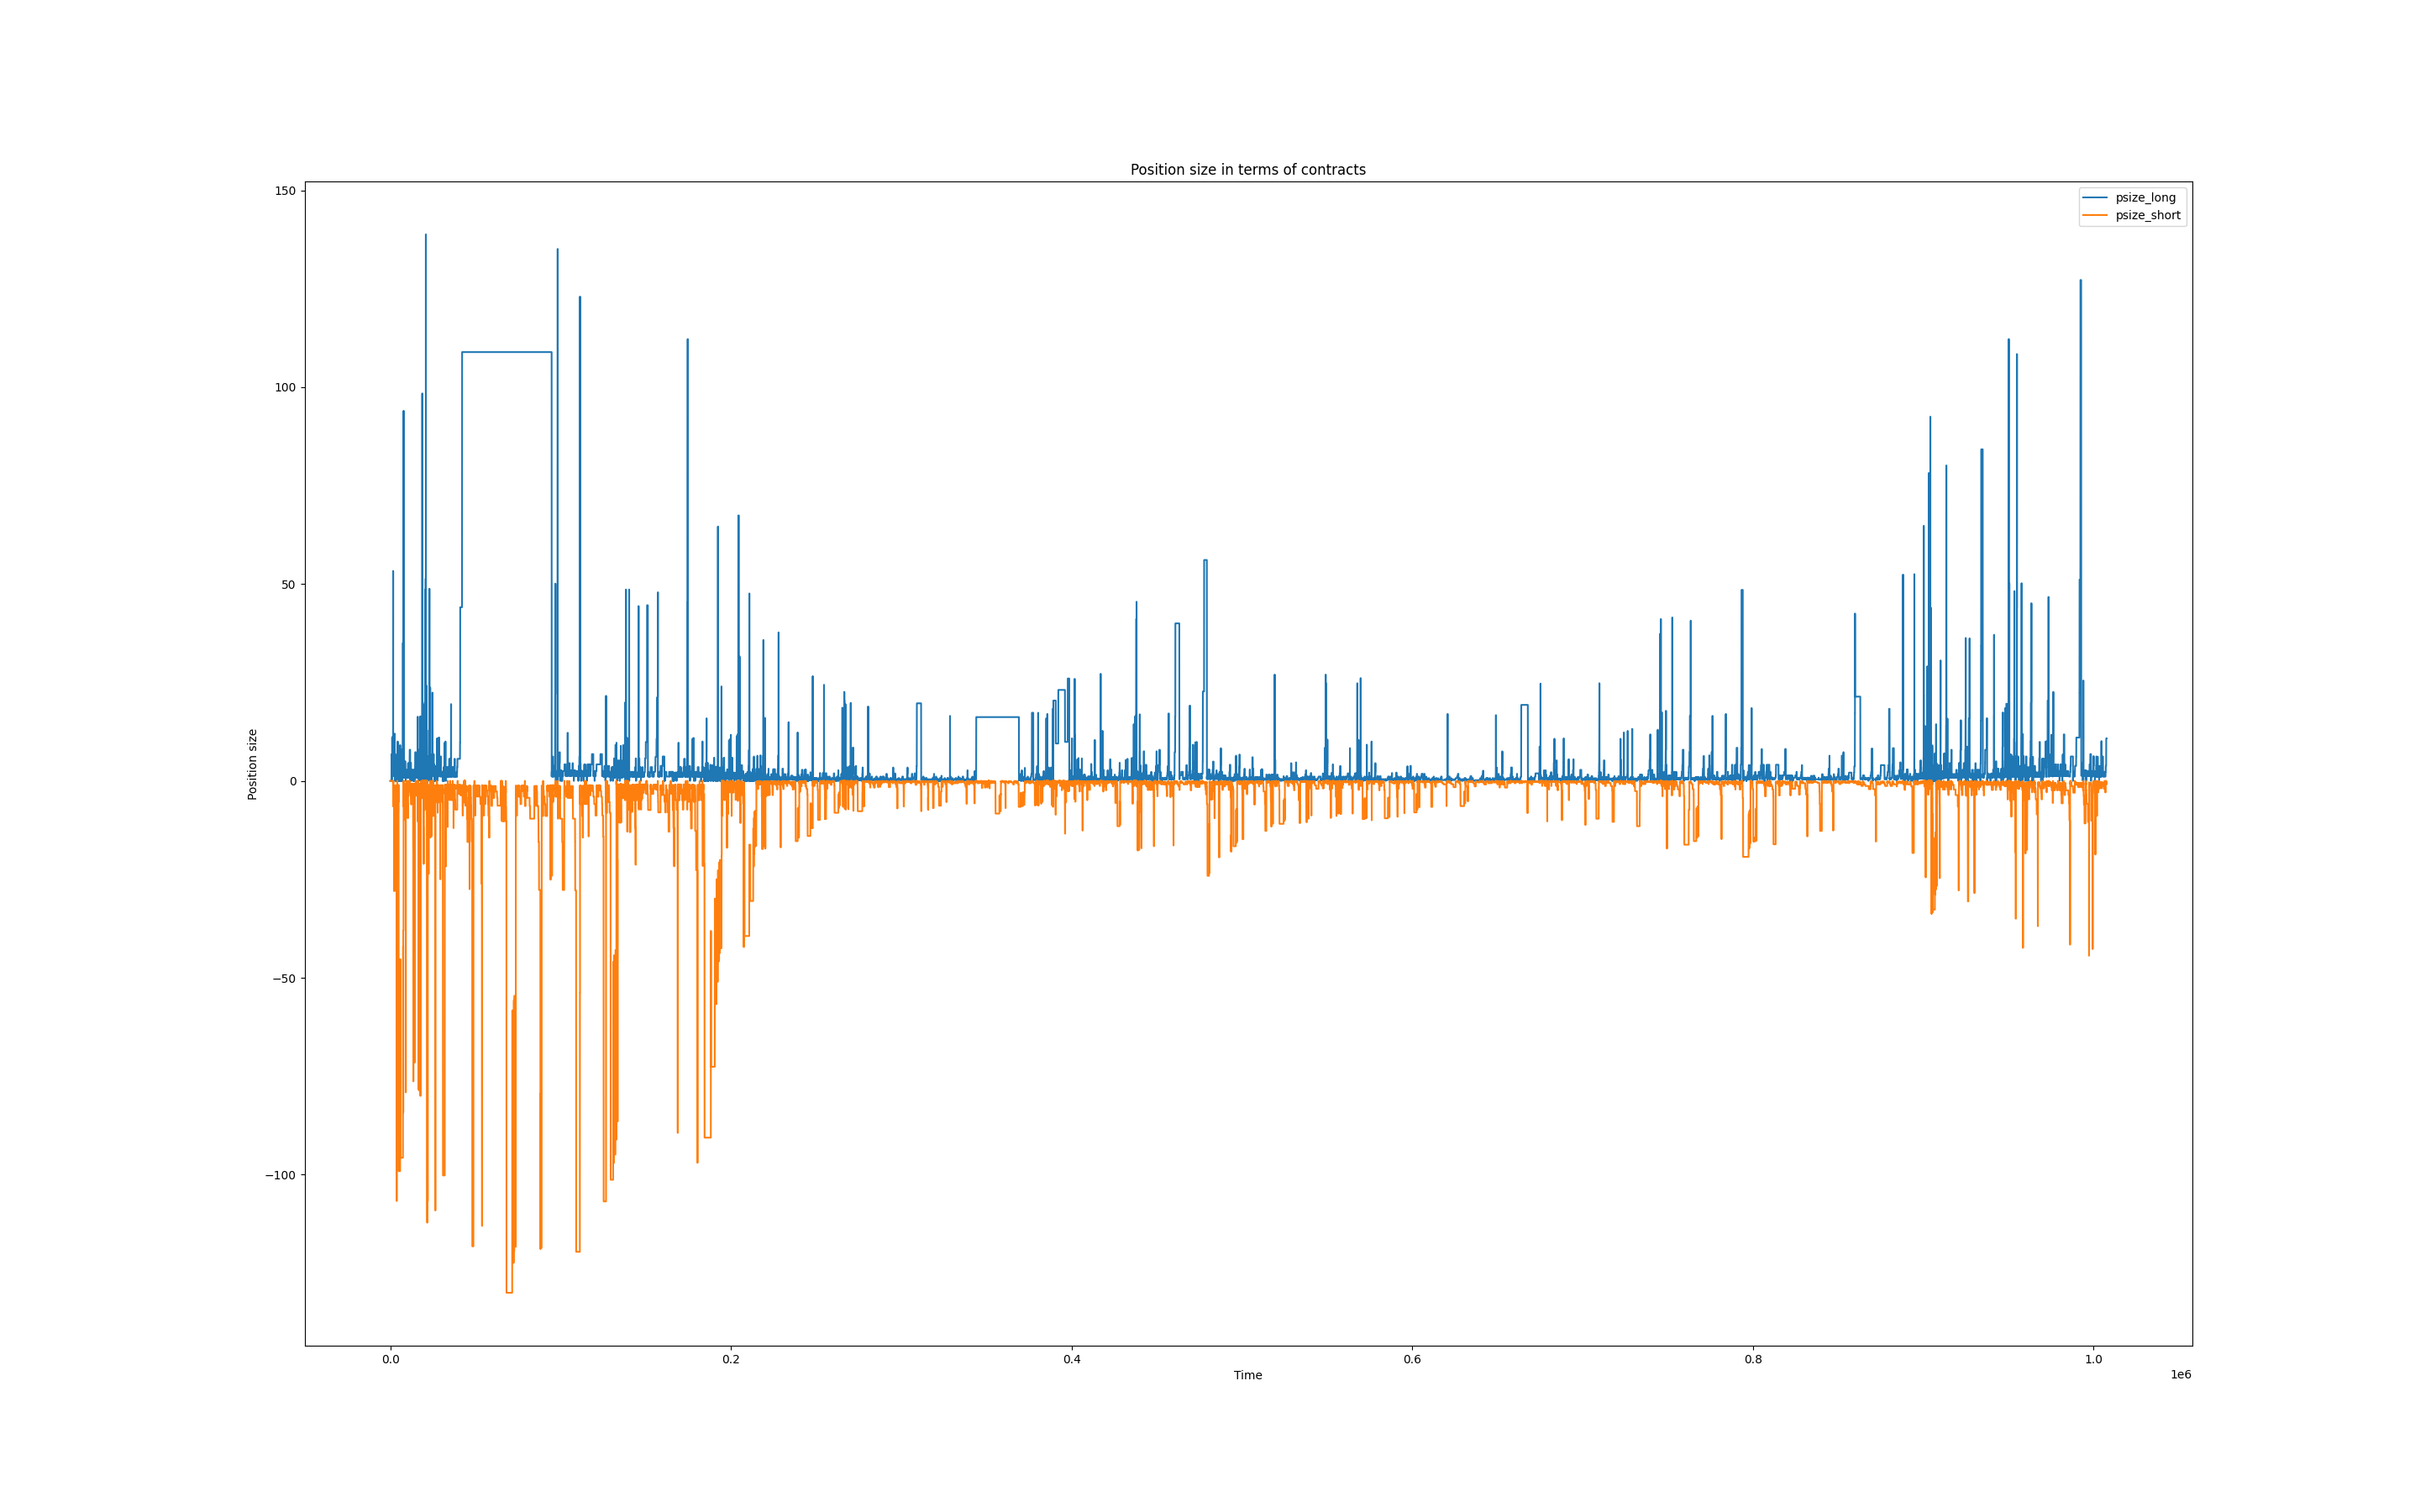 Position size in terms of contracts
psize_long
psize_short
150
100
50
0
−50
−100
Position size
0.0
0.2
0.4
0.6
0.8
1.0
Time
1e6